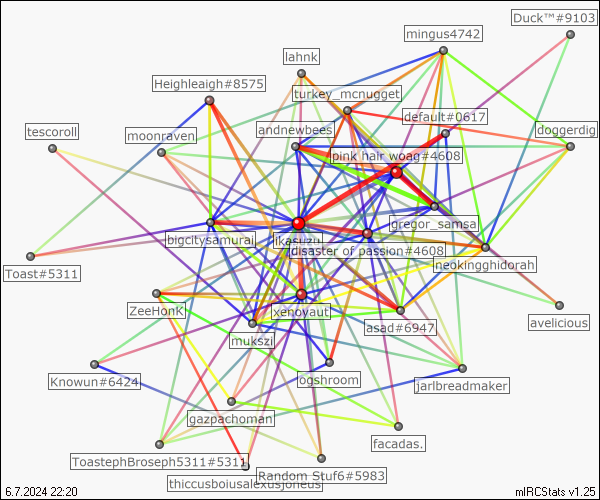 Duck™#9103
mingus4742
lahnk
Heighleaigh#8575
turkey_mcnugget
default#0617
tescoroll
moonraven
andnewbees
doggerdig
pink hair woag#4608
gregor_samsa
bigcitysamurai
ikasuzu
disaster of passion#4608
neokingghidorah
Toast#5311
ZeeHonK
xenoyaut
asad#6947
avelicious
mukszi
Knowun#6424
ogshroom
jarlbreadmaker
gazpachoman
facadas.
ToastephBroseph5311#5311
Random Stuf6#5983
thiccusboiusalexusjoneus
6.7.2024 22:20
mIRCStats v1.25